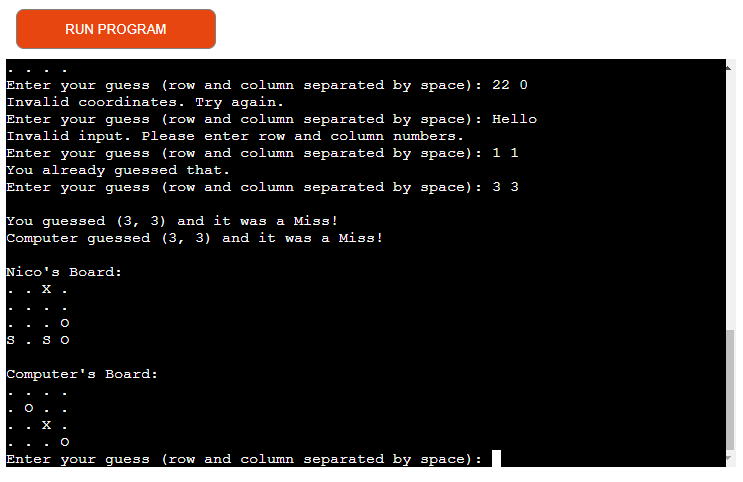 RUN PROGRAM
. . . .
Enter your guess (row and column separated by space): 22 0
Invalid coordinates. Try again.
Enter your guess (row and column separated by space): Hello
Invalid input. Please enter row and column numbers.
Enter your guess (row and column separated by space): 1 1
You already guessed that.
Enter your guess (row and column separated by space): 3 3
You guessed (3, 3) and it was a Miss!
Computer guessed (3, 3) and it was a Miss!
Nico's Board:
. . X .
. . . .
. . . O
S . S O
Computer's Board:
. . . .
. O . .
. . X .
. . . O
Enter your guess (row and column separated by space):